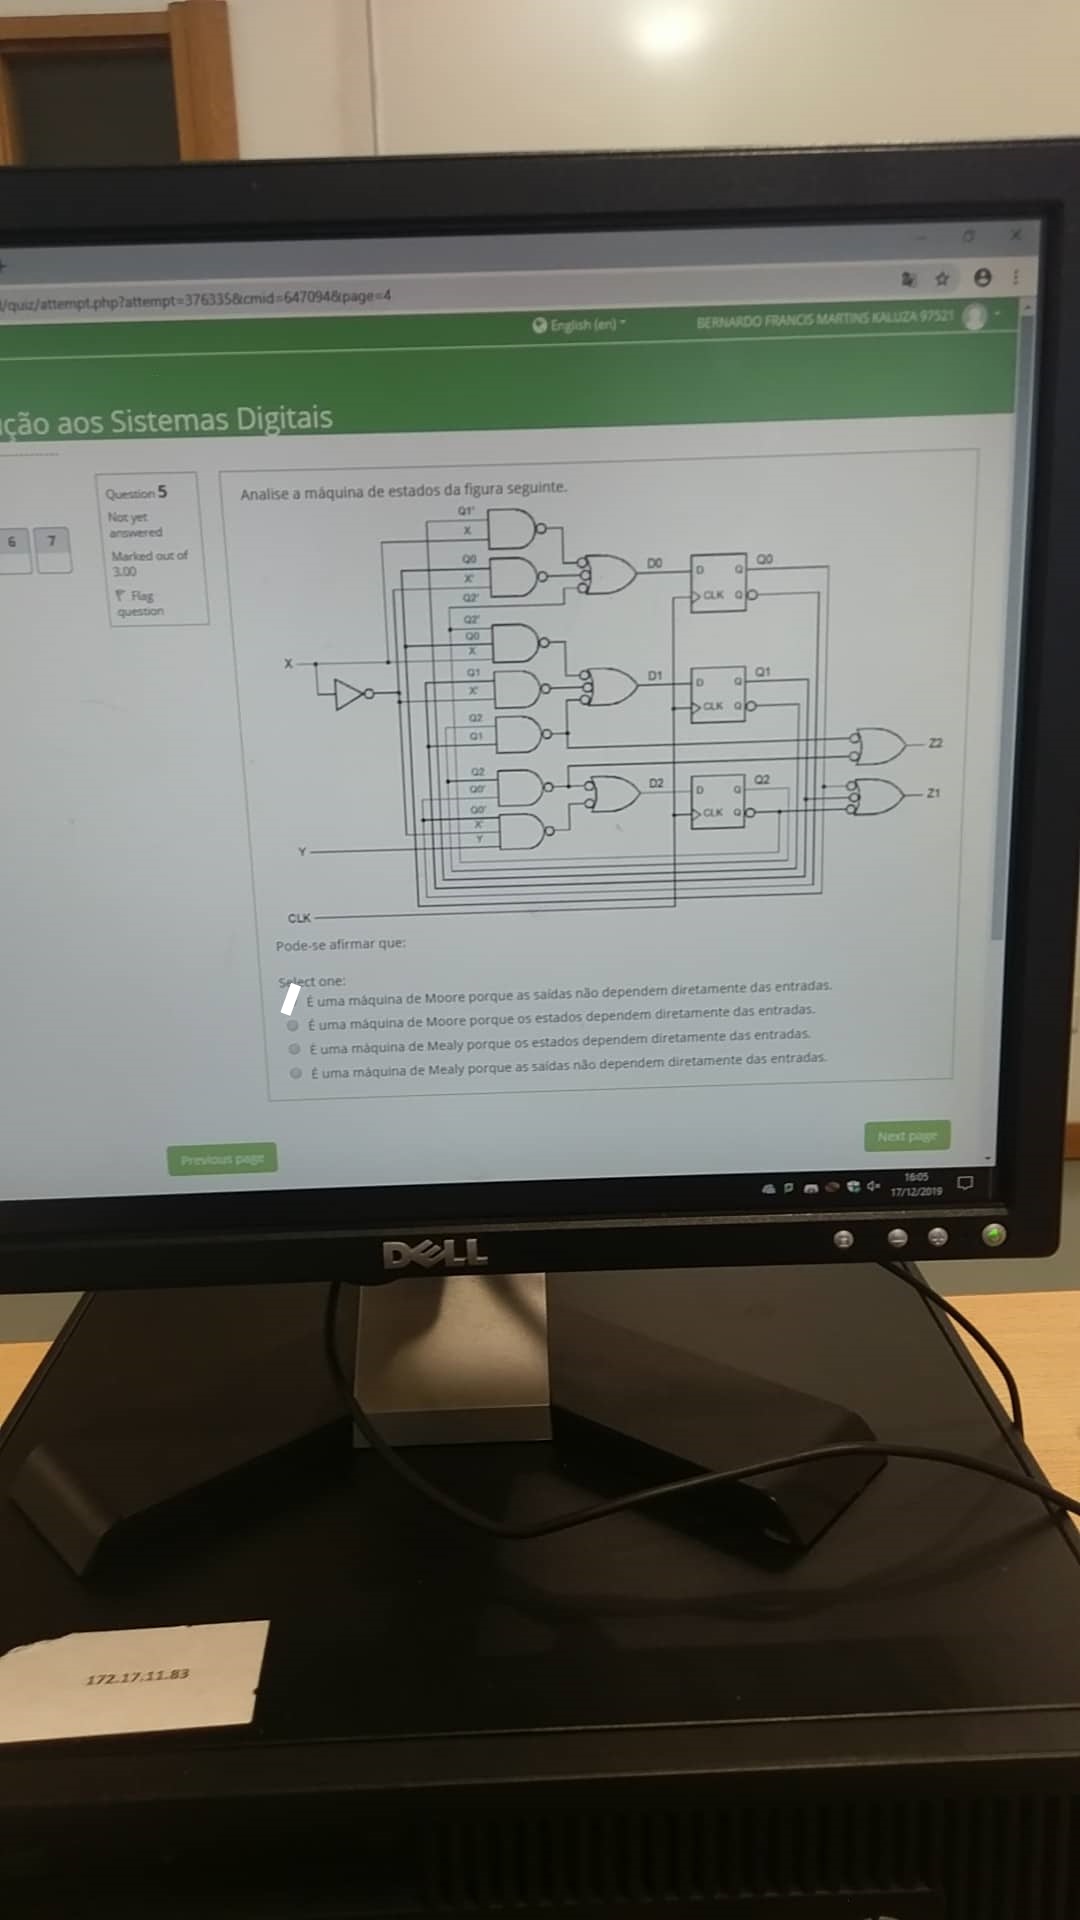 /quiz/attempt.php?attempt=376335&cmid=647094&page=4
English (en)
BERNARDO FRANCIS MARTINS KALUZA 97521
ção aos Sistemas Digitais
6 7
Question 5
Not yet
answered
Marked out of
3.00
Flag
question
Analise a máquina de estados da figura seguinte.
Q1'
X
Q0
X'
Q2'
Q2'
Q0
X
Q1
X'
Q2
Q1
Q2
Q0'
Q0'
X'
Y
X
Y
CLK
D0
D Q
CLK Q
Q0
D1
D Q
CLK Q
Q1
D2
D Q
CLK Q
Q2
Z2
Z1
Pode-se afirmar que:
Select one:
É uma máquina de Moore porque as saídas não dependem diretamente das entradas.
É uma máquina de Moore porque os estados dependem diretamente das entradas.
É uma máquina de Mealy porque os estados dependem diretamente das entradas.
É uma máquina de Mealy porque as saídas não dependem diretamente das entradas.
Previous page
Next page
16:05
17/12/2019
DELL
172.17.11.83